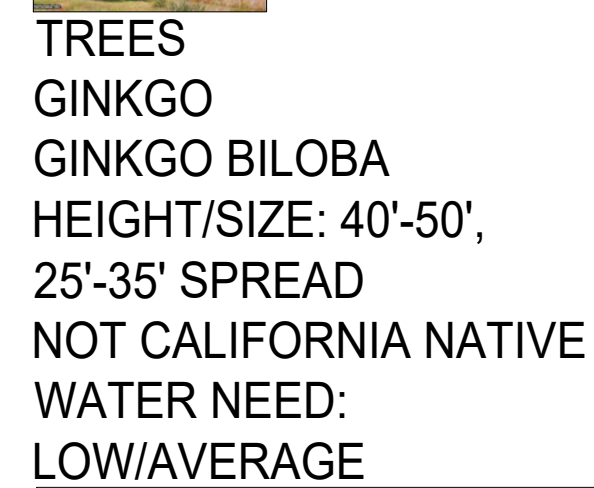 TREES
GINKGO
GINKGO BILOBA
HEIGHT/SIZE: 40'-50',
25'-35' SPREAD
NOT CALIFORNIA NATIVE
WATER NEED:
LOW/AVERAGE